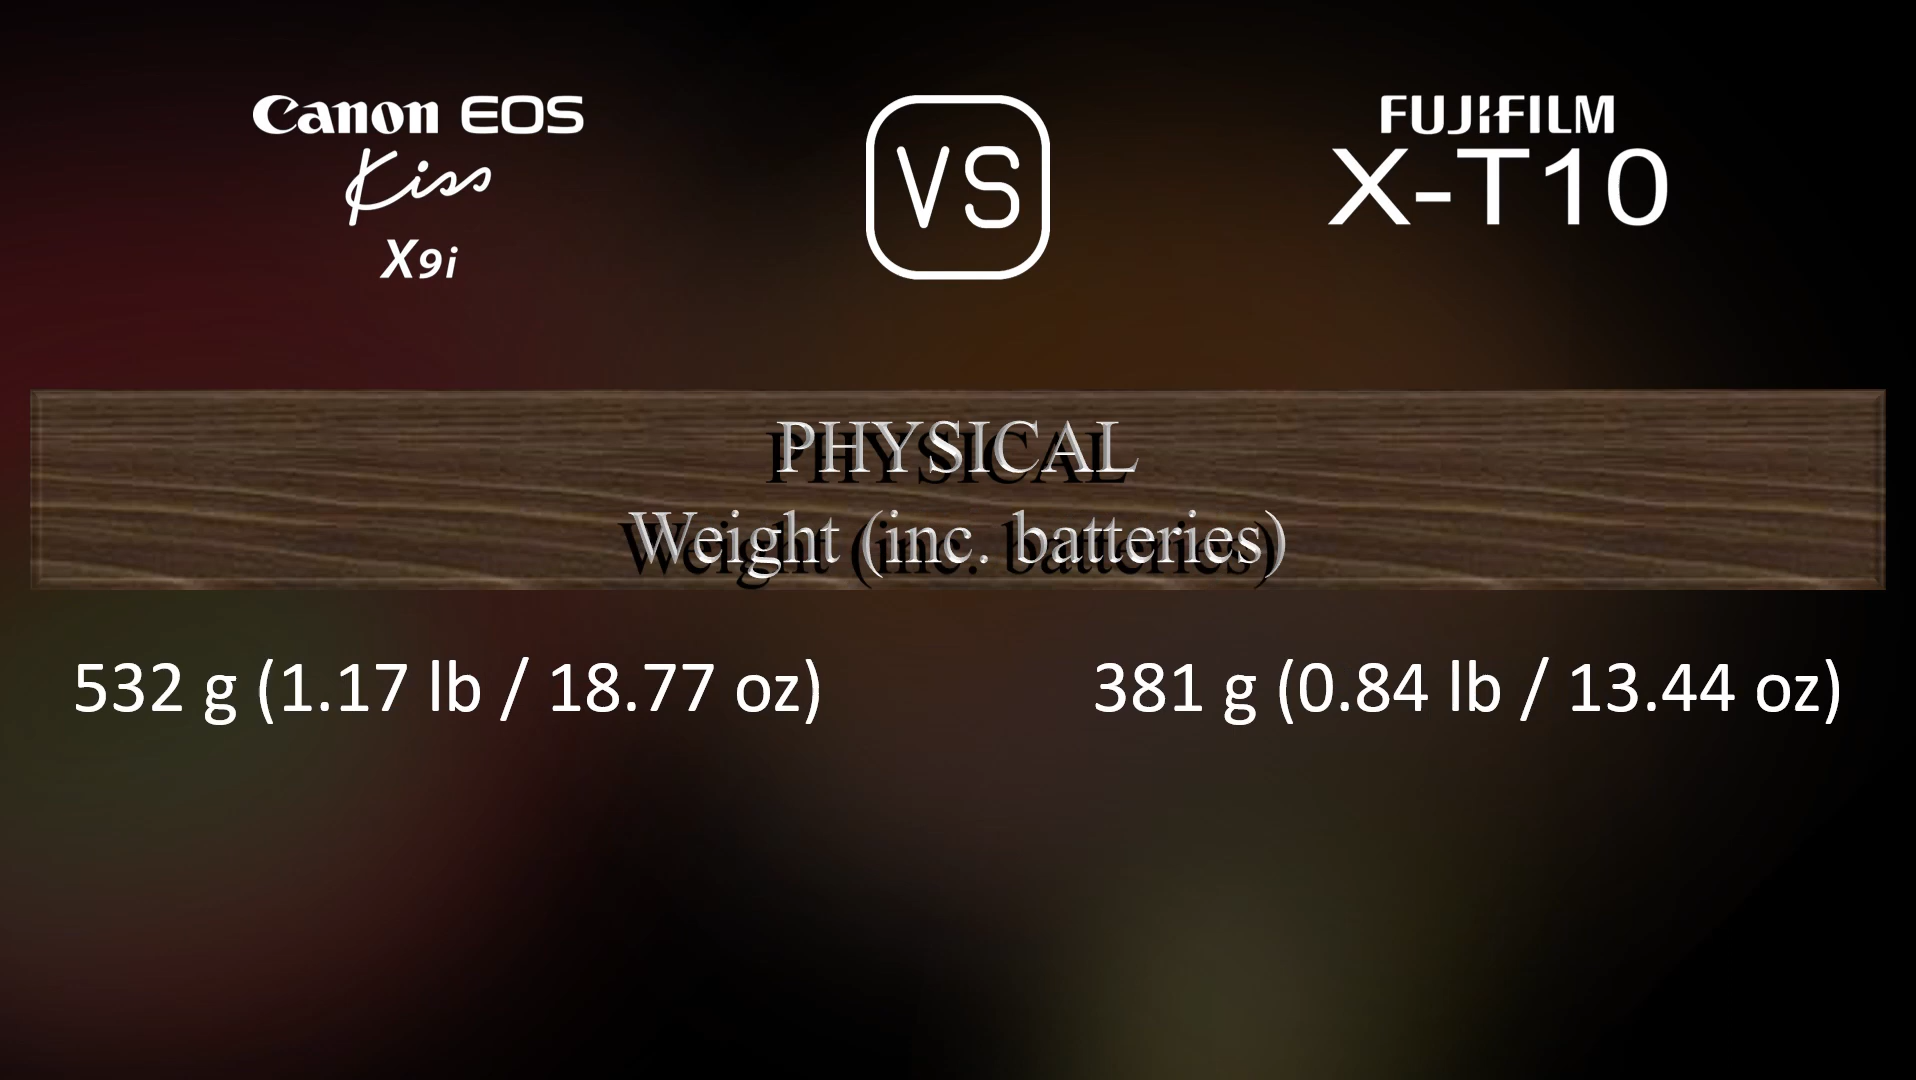 Canon EOS
Kiss
X9i
VS
FUJIFILM
X-T10
PHYSICAL
Weight (inc. batteries)
532 g (1.17 lb / 18.77 oz)
381 g (0.84 lb / 13.44 oz)